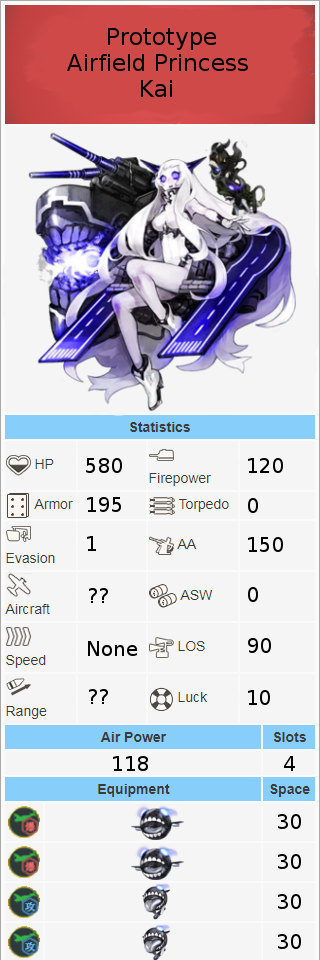 Prototype
Airfield Princess
Kai
Statistics
HP 580 Firepower 120
Armor 195 Torpedo 0
Evasion 1 AA 150
Aircraft ?? ASW 0
Speed None LOS 90
Range ?? Luck 10
Air Power Slots
118 4
Equipment Space
30
30
30
30